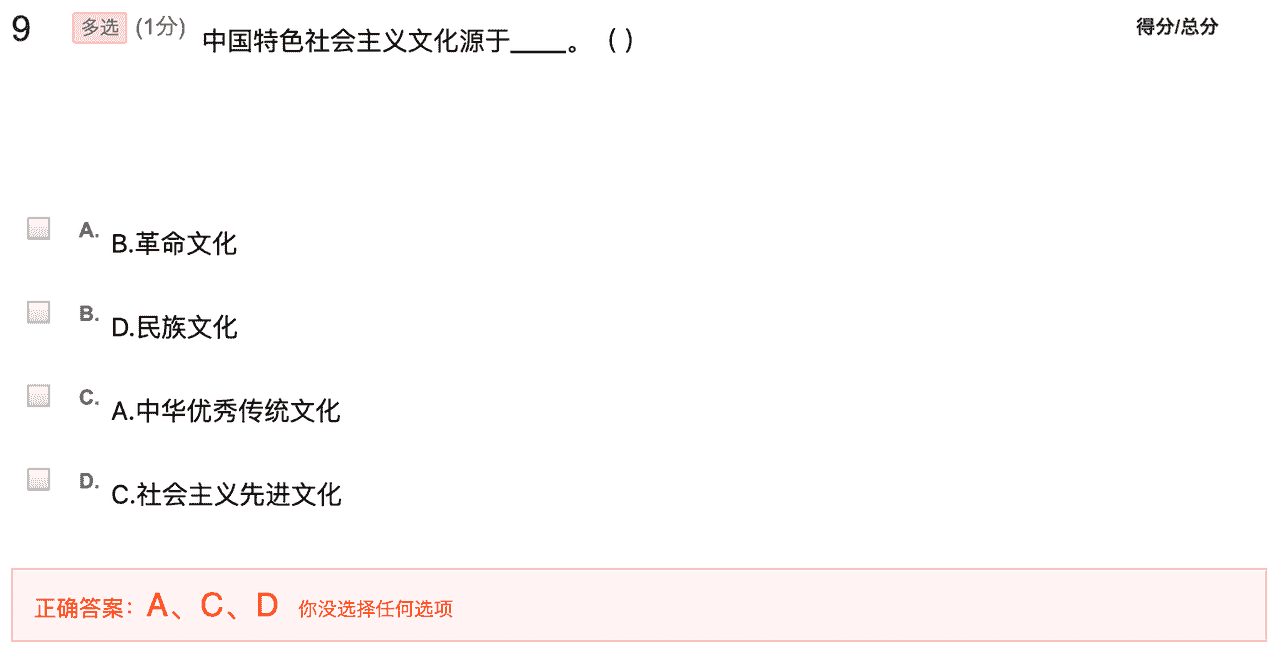 9 多选 (1分) 中国特色社会主义文化源于____。（ ） 得分/总分
A. B.革命文化
B. D.民族文化
C. A.中华优秀传统文化
D. C.社会主义先进文化
正确答案：A、C、D 你没选择任何选项